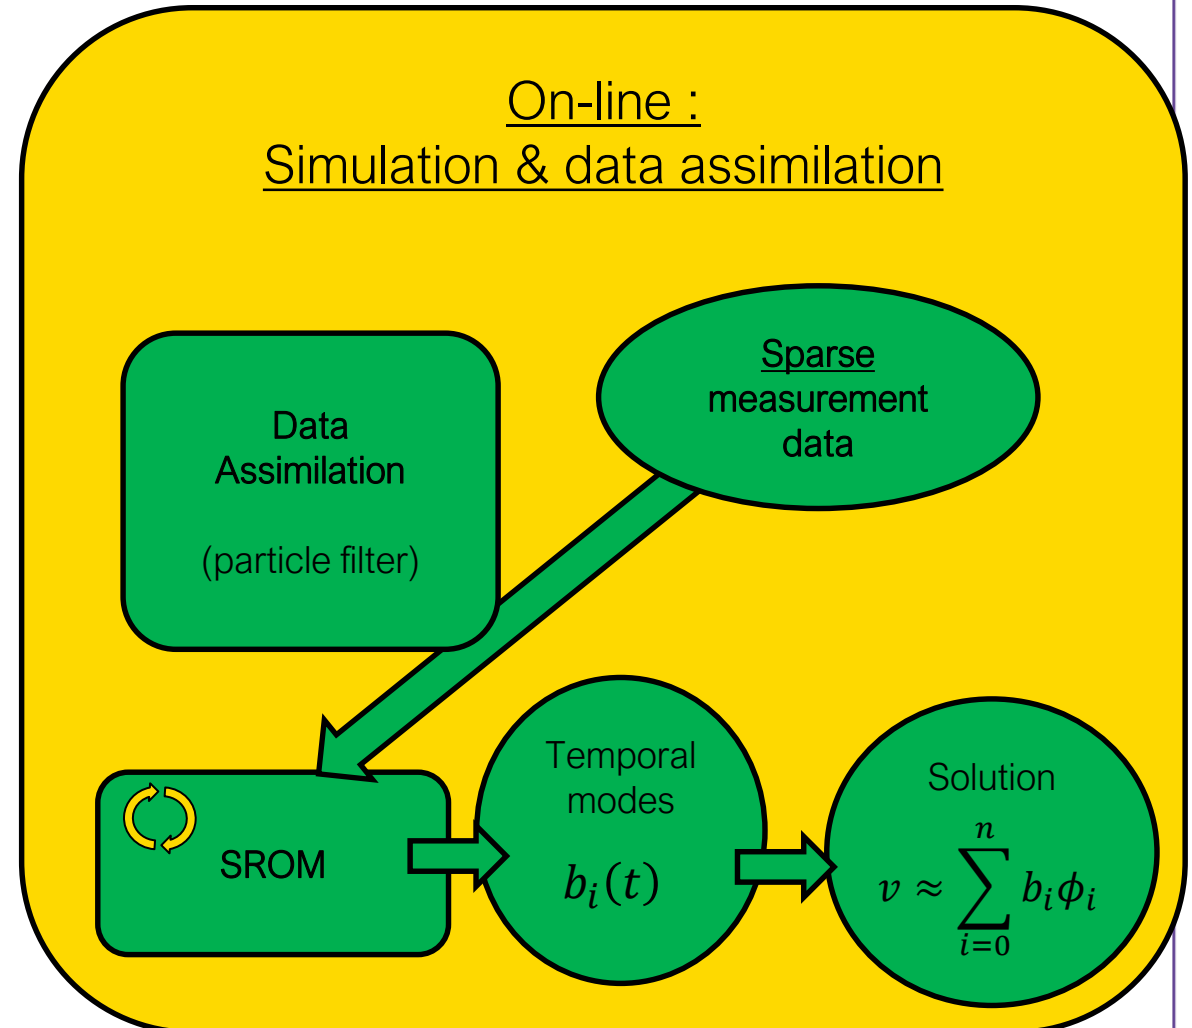 On-line :
Simulation & data assimilation
Data
Assimilation
(particle filter)
Sparse
measurement
data
SROM
Temporal
modes
b_i(t)
Solution
v ≈ \sum_{i=0}^{n} b_i ϕ_i